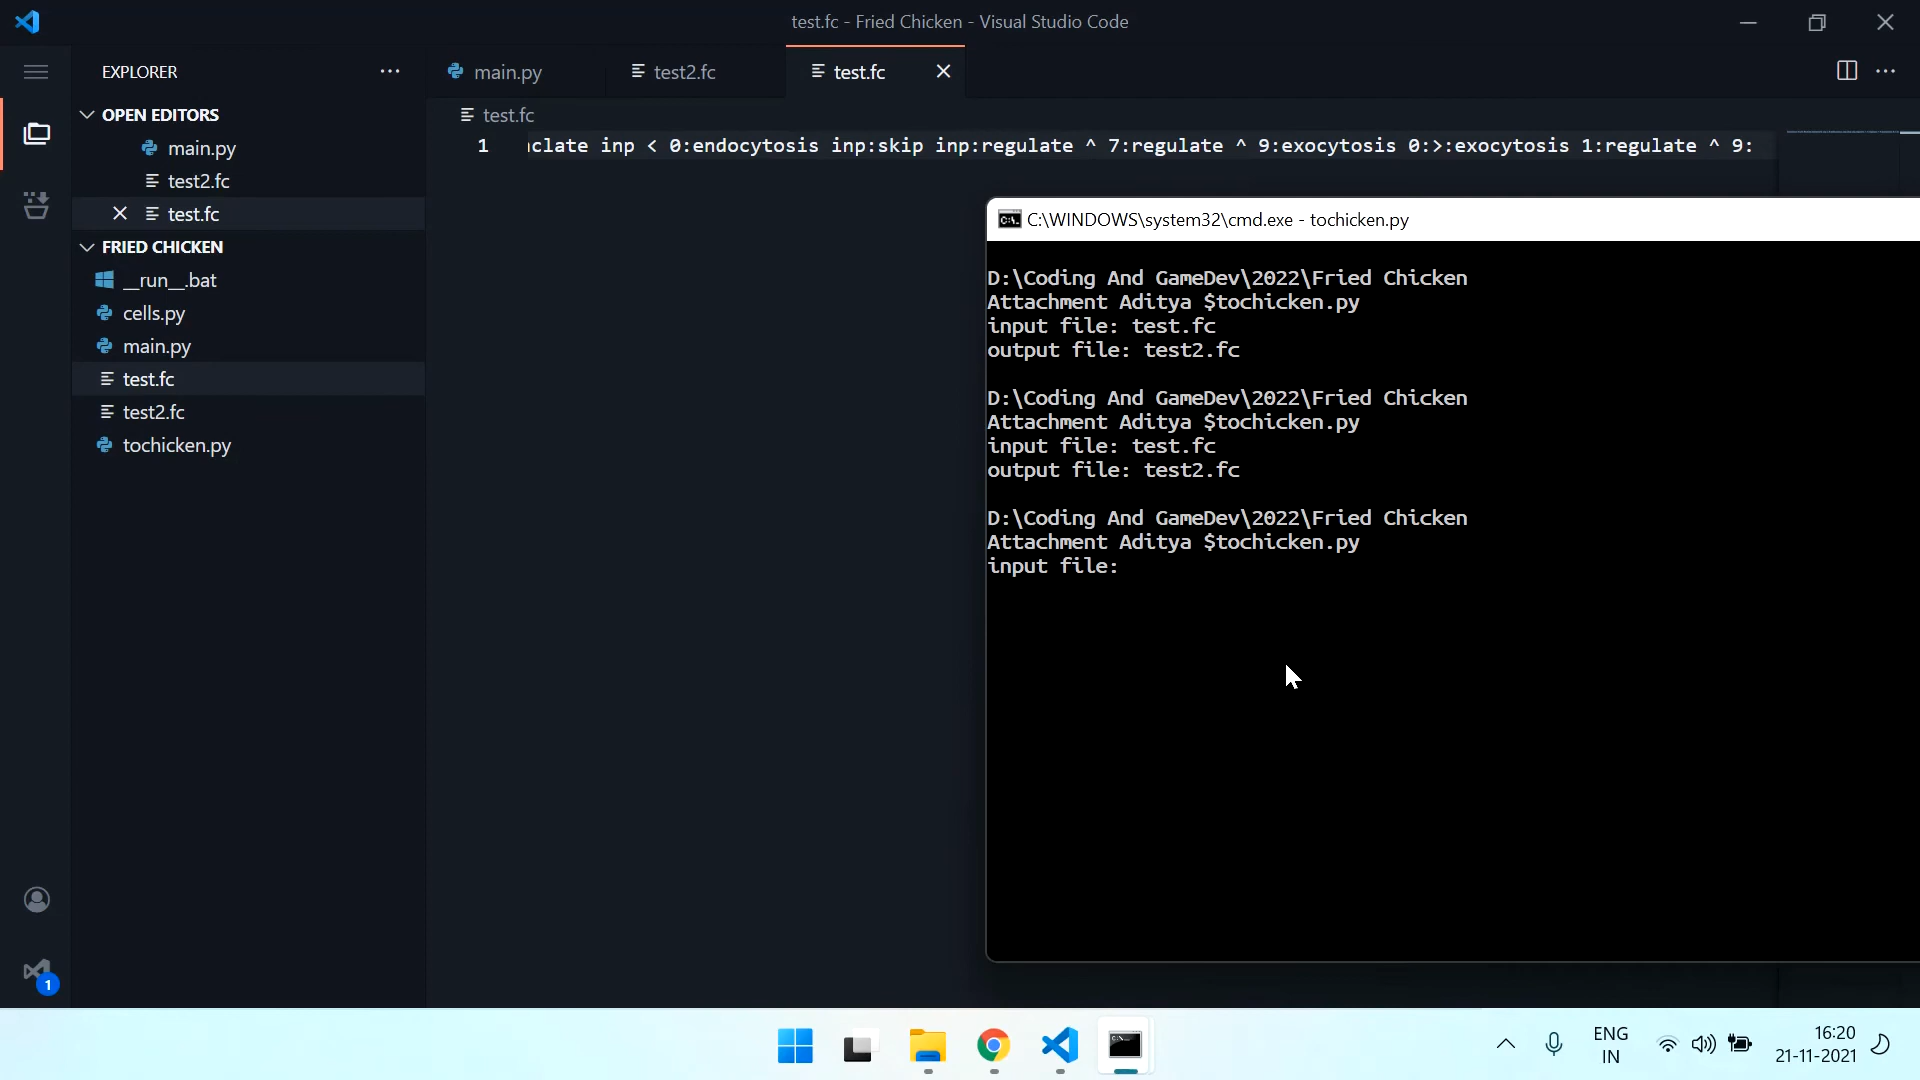 test.fc - Fried Chicken - Visual Studio Code
EXPLORER
main.py
test2.fc
test.fc
OPEN EDITORS
main.py
test2.fc
test.fc
FRIED CHICKEN
__run__.bat
cells.py
main.py
test.fc
test2.fc
tochicken.py
1
test.fc
1 clate inp < 0:endocytosis inp:skip inp:regulate ^ 7:regulate ^ 9:exocytosis 0:>:exocytosis 1:regulate ^ 9:
C:\WINDOWS\system32\cmd.exe - tochicken.py
D:\Coding And GameDev\2022\Fried Chicken
Attachment Aditya $tochicken.py
input file: test.fc
output file: test2.fc
D:\Coding And GameDev\2022\Fried Chicken
Attachment Aditya $tochicken.py
input file: test.fc
output file: test2.fc
D:\Coding And GameDev\2022\Fried Chicken
Attachment Aditya $tochicken.py
input file:
ENG
IN
16:20
21-11-2021